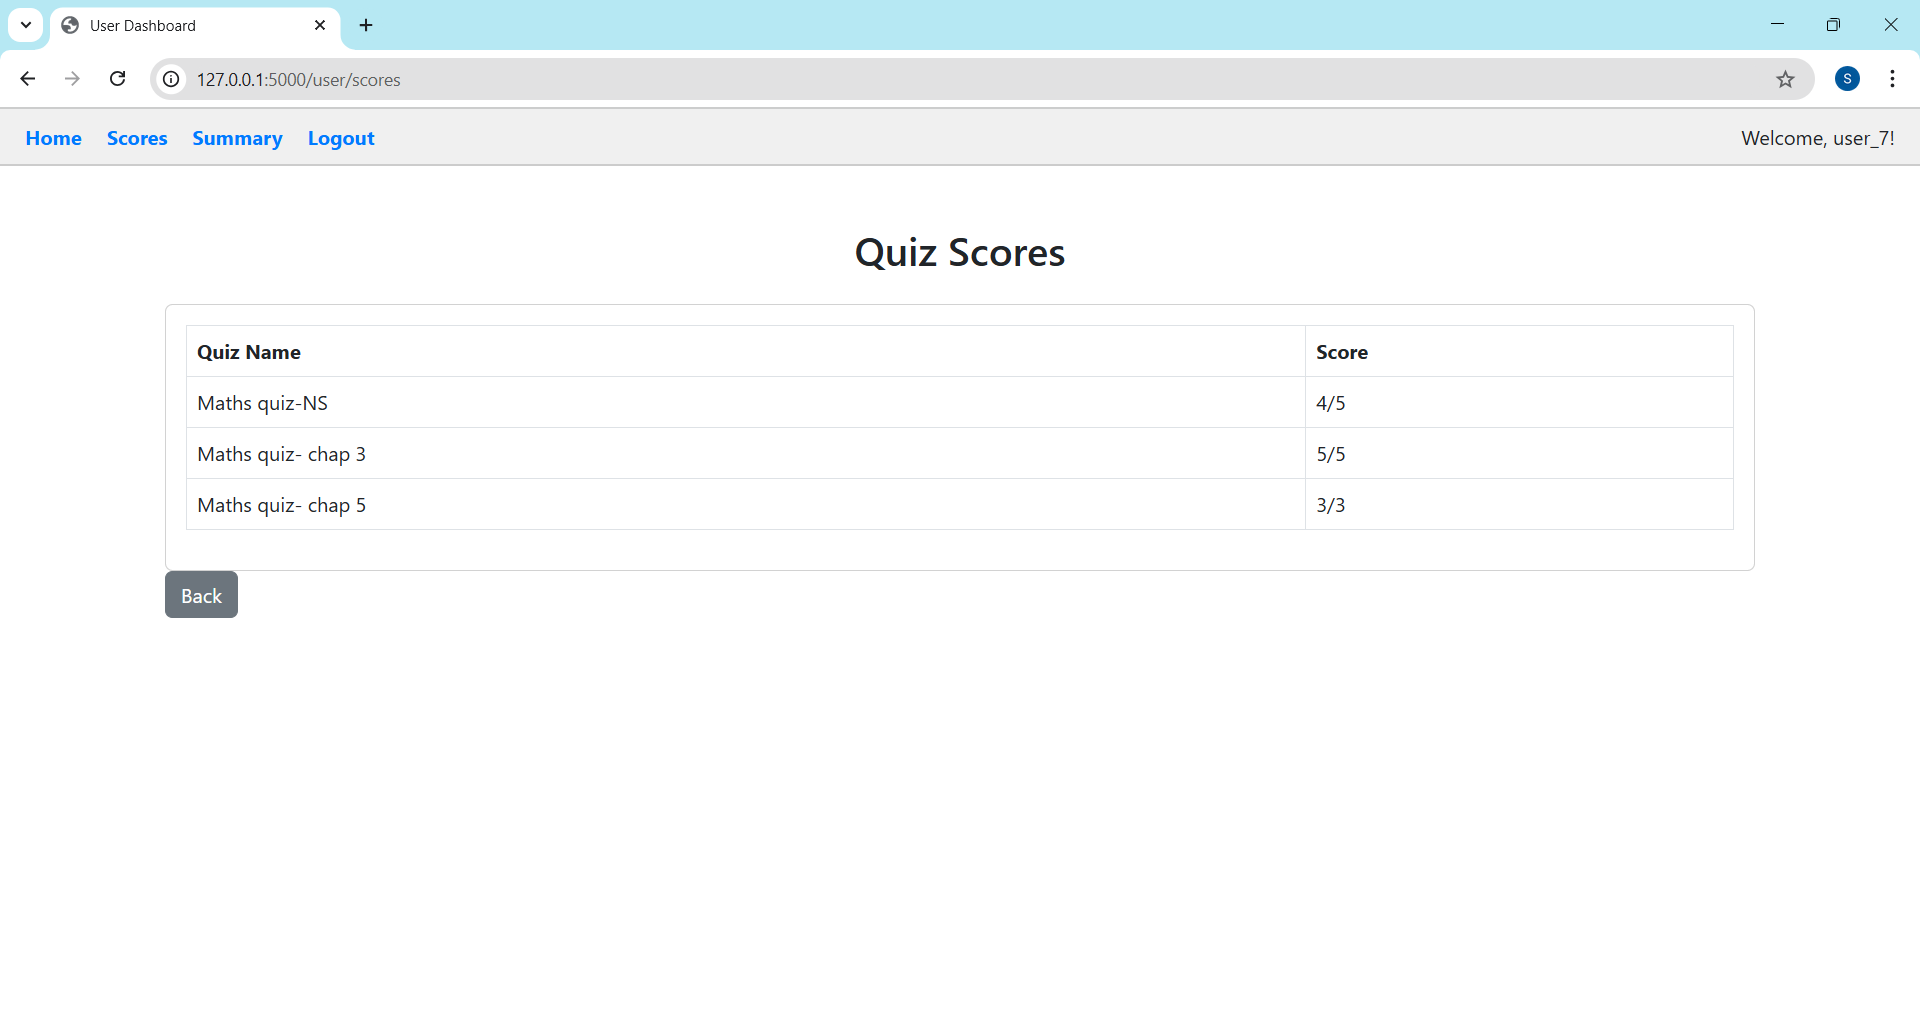 User Dashboard
127.0.0.1:5000/user/scores
S
Home Scores Summary Logout Welcome, user_7!
Quiz Scores
Quiz Name Score
Maths quiz-NS 4/5
Maths quiz- chap 3 5/5
Maths quiz- chap 5 3/3
Back